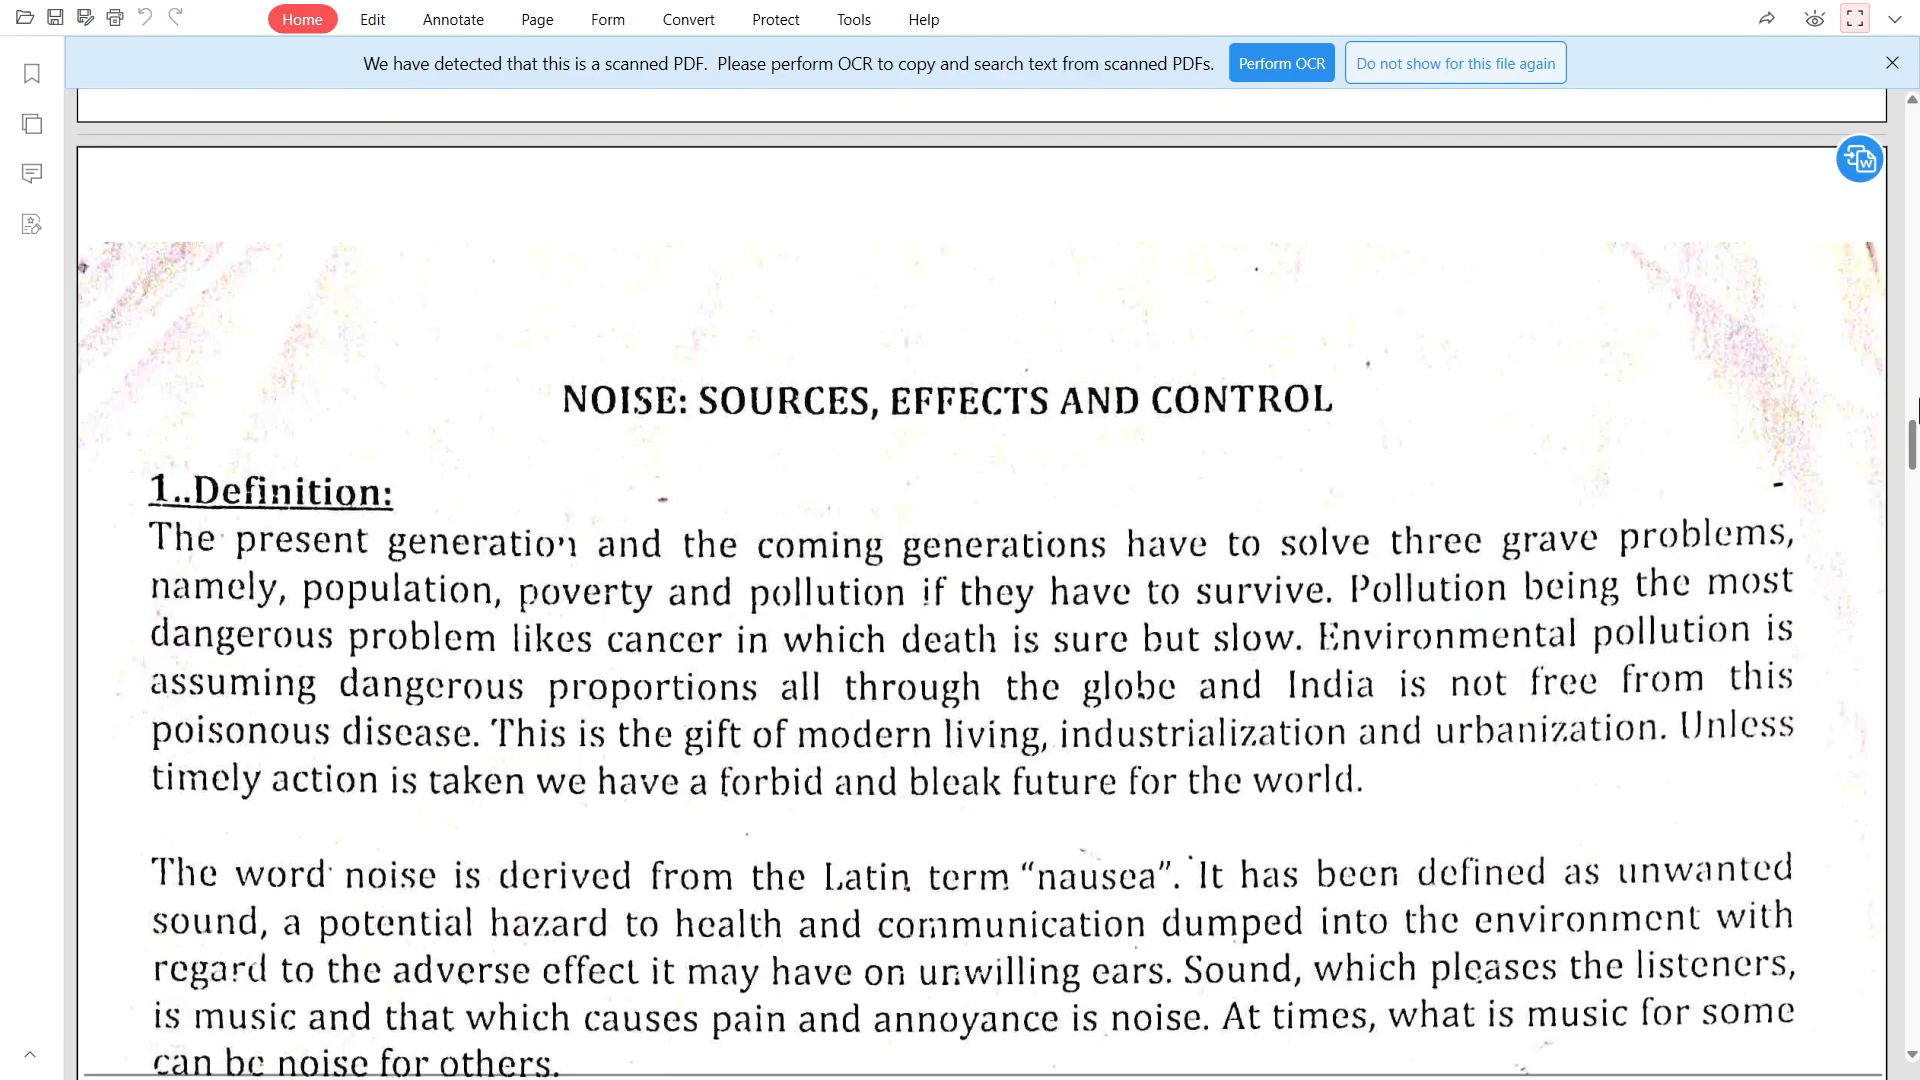 Home Edit Annotate Page Form Convert Protect Tools Help
We have detected that this is a scanned PDF. Please perform OCR to copy and search text from scanned PDFs. Perform OCR Do not show for this file again
NOISE: SOURCES, EFFECTS AND CONTROL
1..Definition:
The present generation and the coming generations have to solve three grave problems,
namely, population, poverty and pollution if they have to survive. Pollution being the most
dangerous problem likes cancer in which death is sure but slow. Environmental pollution is
assuming dangerous proportions all through the globe and India is not free from this
poisonous disease. This is the gift of modern living, industrialization and urbanization. Unless
timely action is taken we have a forbid and bleak future for the world.
The word noise is derived from the Latin term “nausea”. It has been defined as unwanted
sound, a potential hazard to health and communication dumped into the environment with
regard to the adverse effect it may have on unwilling ears. Sound, which pleases the listeners,
is music and that which causes pain and annoyance is noise. At times, what is music for some
can be noise for others.